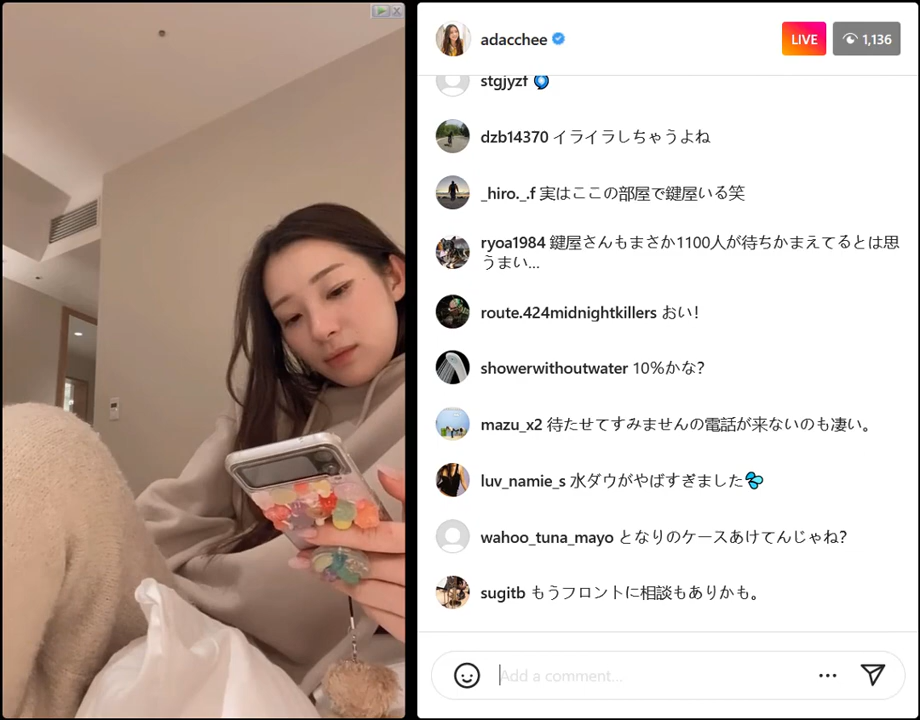 adacchee
LIVE
1,136
stgjyzf
dzb14370 イライラしちゃうよね
_hiro._.f 実はここの部屋で鍵屋いる笑
ryoa1984 鍵屋さんもまさか1100人が待ちかまえてるとは思
うまい...
route.424midnightkillers おい!
showerwithoutwater 10%かな?
mazu_x2 待たせてすみませんの電話が来ないのも凄い。
luv_namie_s 水ダウがやばすぎました💦
wahoo_tuna_mayo となりのケースあけてんじゃね?
sugitb もうフロントに相談もありかも。
Add a comment...